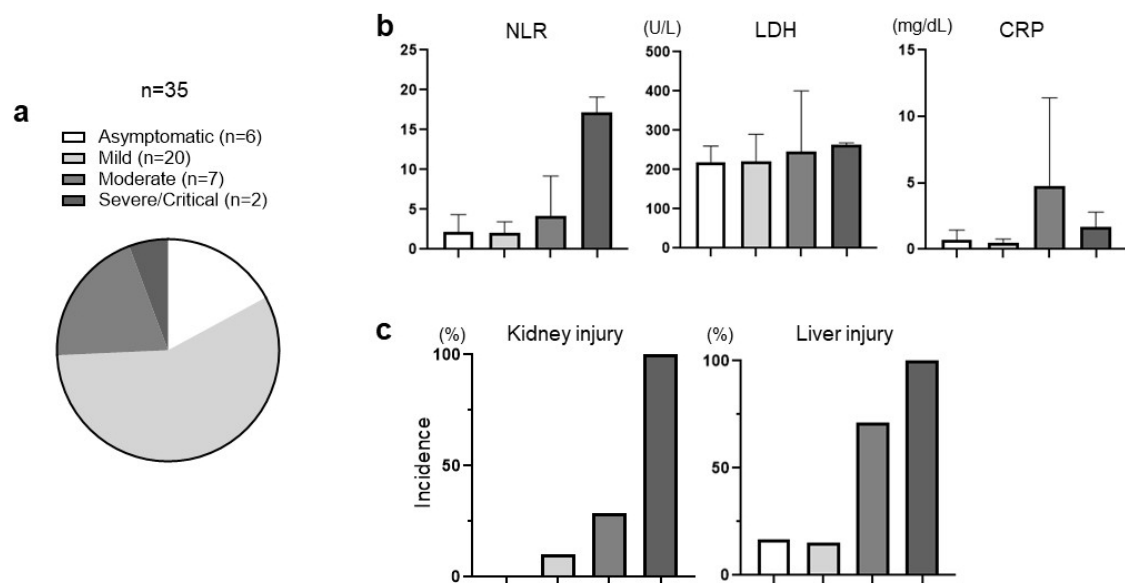 a
n=35
Asymptomatic (n=6)
Mild (n=20)
Moderate (n=7)
Severe/Critical (n=2)
b
NLR
25
20
15
10
5
0
(U/L)
LDH
500
400
300
200
100
0
(mg/dL)
CRP
15
10
5
0
c
(%)
Kidney injury
Incidence
100
50
0
(%)
Liver injury
100
50
0